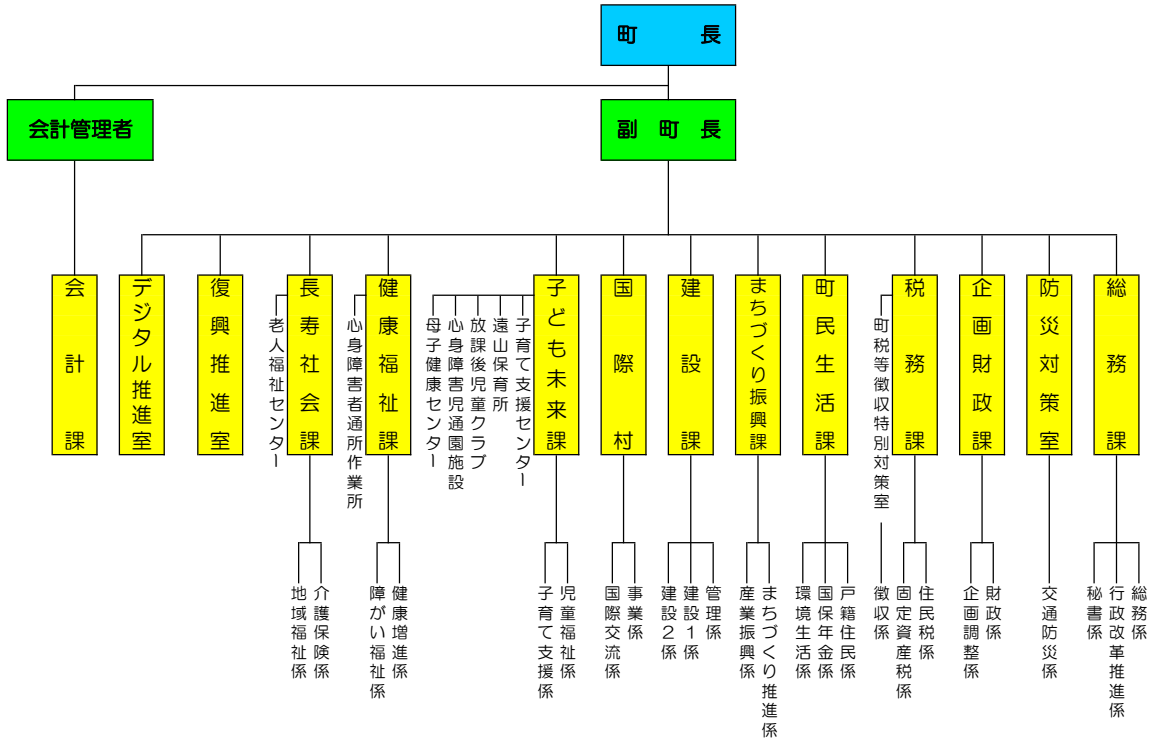 町　長
会計管理者
副町長
総務課
防災対策室
企画財政課
税務課
町民生活課
まちづくり振興課
建設課
国際村
子ども未来課
健康福祉課
長寿社会課
復興推進室
デジタル推進室
会計課
町税等徴収特別対策室
子育て支援センター
遠山保育所
放課後児童クラブ
心身障害児通園施設
母子健康センター
心身障害者通所作業所
老人福祉センター
総務係
行政改革推進係
秘書係
交通防災係
財政係
企画調整係
住民税係
固定資産税係
徴収係
戸籍住民係
国保年金係
環境生活係
まちづくり推進係
産業振興係
管理係
建設1係
建設2係
事業係
国際交流係
児童福祉係
子育て支援係
健康増進係
障がい福祉係
介護保険係
地域福祉係